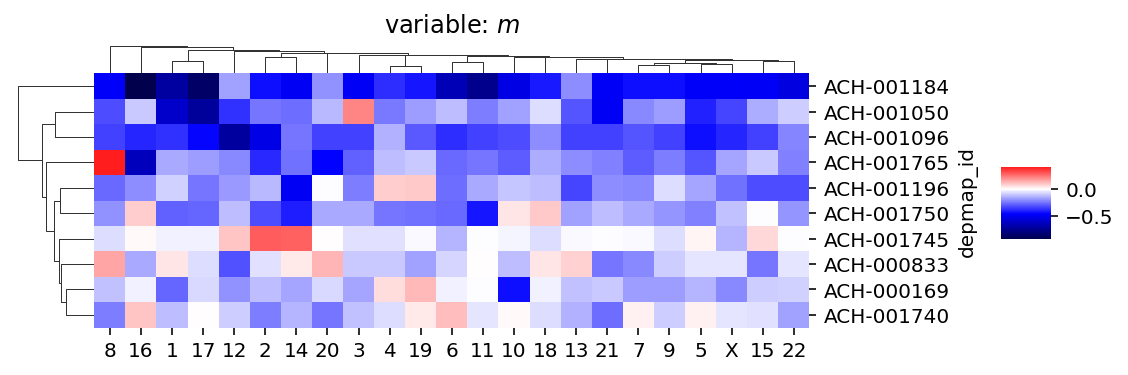 variable: m
ACH-001184
ACH-001050
ACH-001096
ACH-001765
ACH-001196
ACH-001750
ACH-001745
ACH-000833
ACH-000169
ACH-001740
depmap_id
0.0
−0.5
8 16 1 17 12 2 14 20 3 4 19 6 11 10 18 13 21 7 9 5 X 15 22